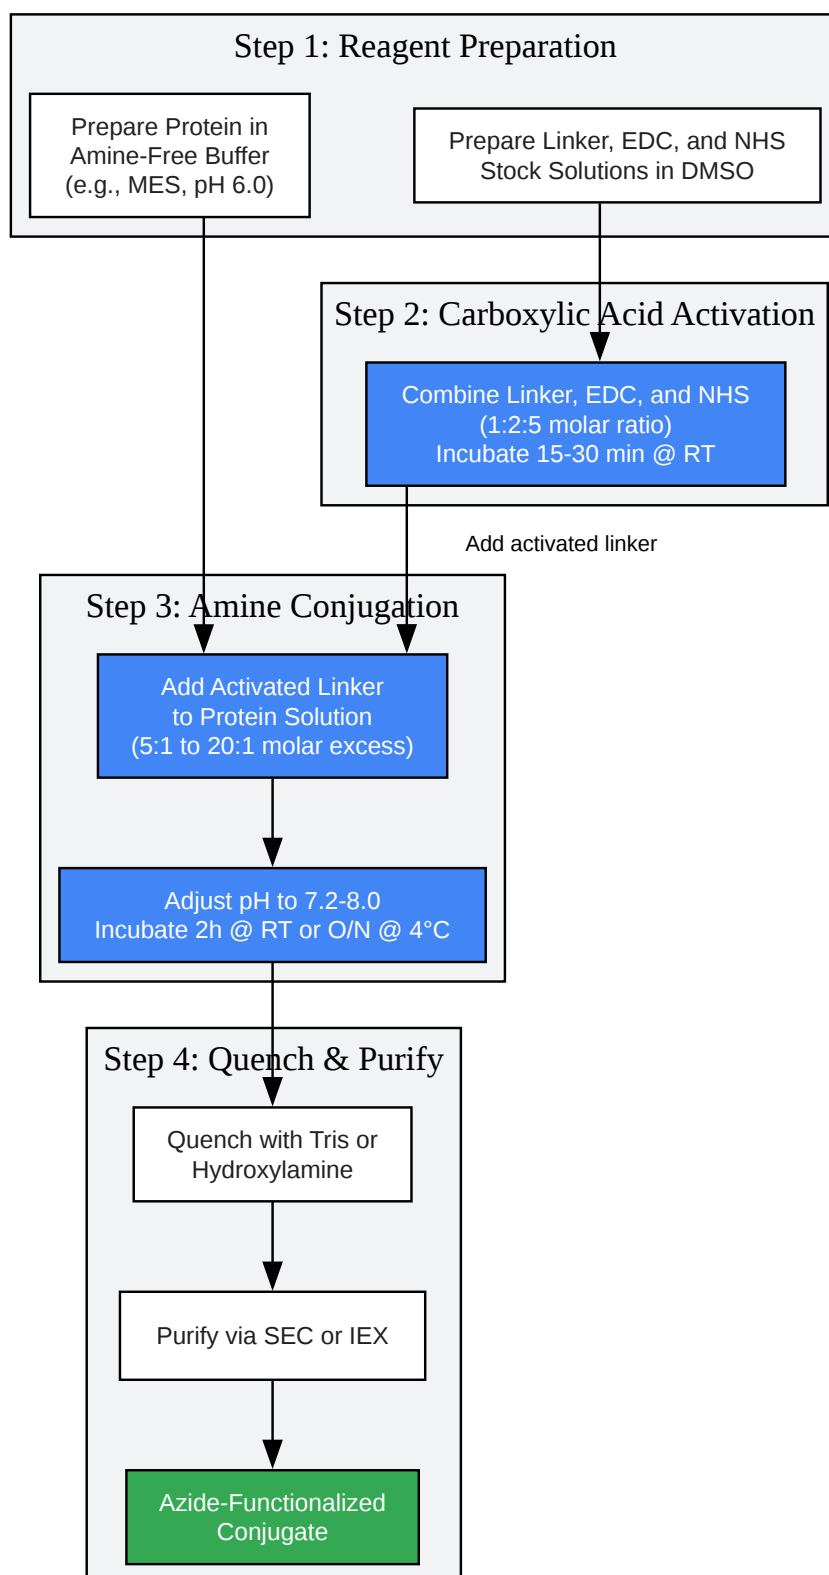 Step 1: Reagent Preparation
Prepare Protein in
Amine-Free Buffer
(e.g., MES, pH 6.0)
Prepare Linker, EDC, and NHS
Stock Solutions in DMSO
Step 2: Carboxylic Acid Activation
Combine Linker, EDC, and NHS
(1:2:5 molar ratio)
Incubate 15-30 min @ RT
Add activated linker
Step 3: Amine Conjugation
Add Activated Linker
to Protein Solution
(5:1 to 20:1 molar excess)
Adjust pH to 7.2-8.0
Incubate 2h @ RT or O/N @ 4°C
Step 4: Quench & Purify
Quench with Tris or
Hydroxylamine
Purify via SEC or IEX
Azide-Functionalized
Conjugate